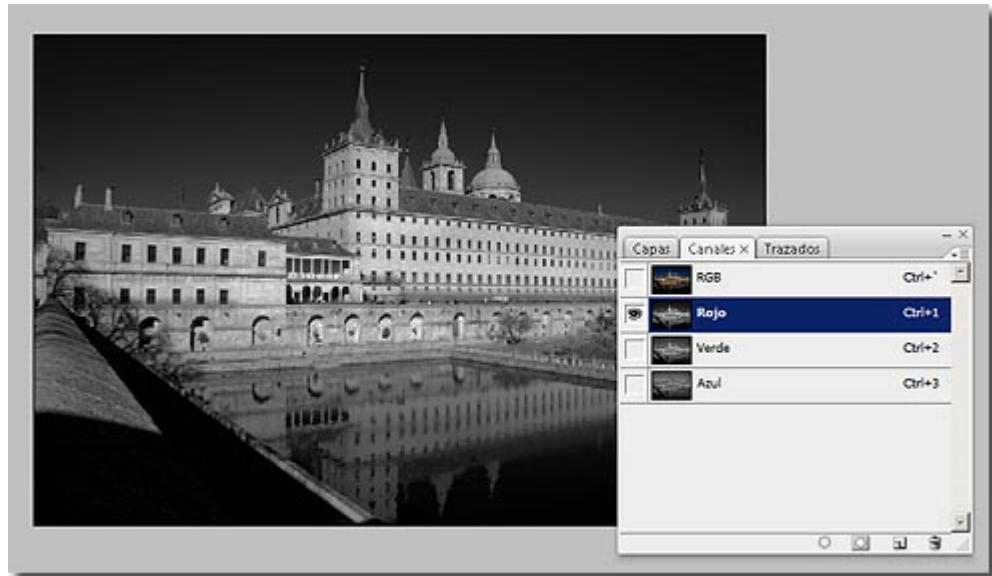 Capas Canales x Trazados
RGB Ctrl+`
Rojo Ctrl+1
Verde Ctrl+2
Azul Ctrl+3